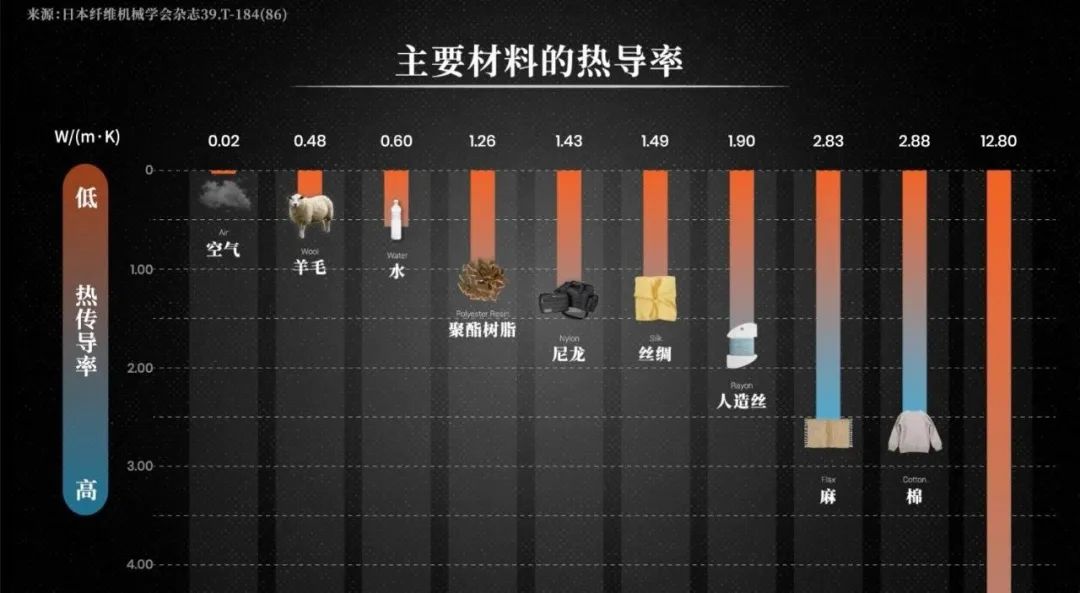 来源:日本纤维机械学会杂志39.T-184(86)
主要材料的热导率
W/(m·K)
0.02
0.48
0.60
1.26
1.43
1.49
1.90
2.83
2.88
12.80
0
1.00
2.00
3.00
4.00
低
热传导率
高
Air
空气
Wool
羊毛
Water
水
Polyester Resin
聚酯树脂
Nylon
尼龙
Silk
丝绸
Rayon
人造丝
Flax
麻
Cotton
棉